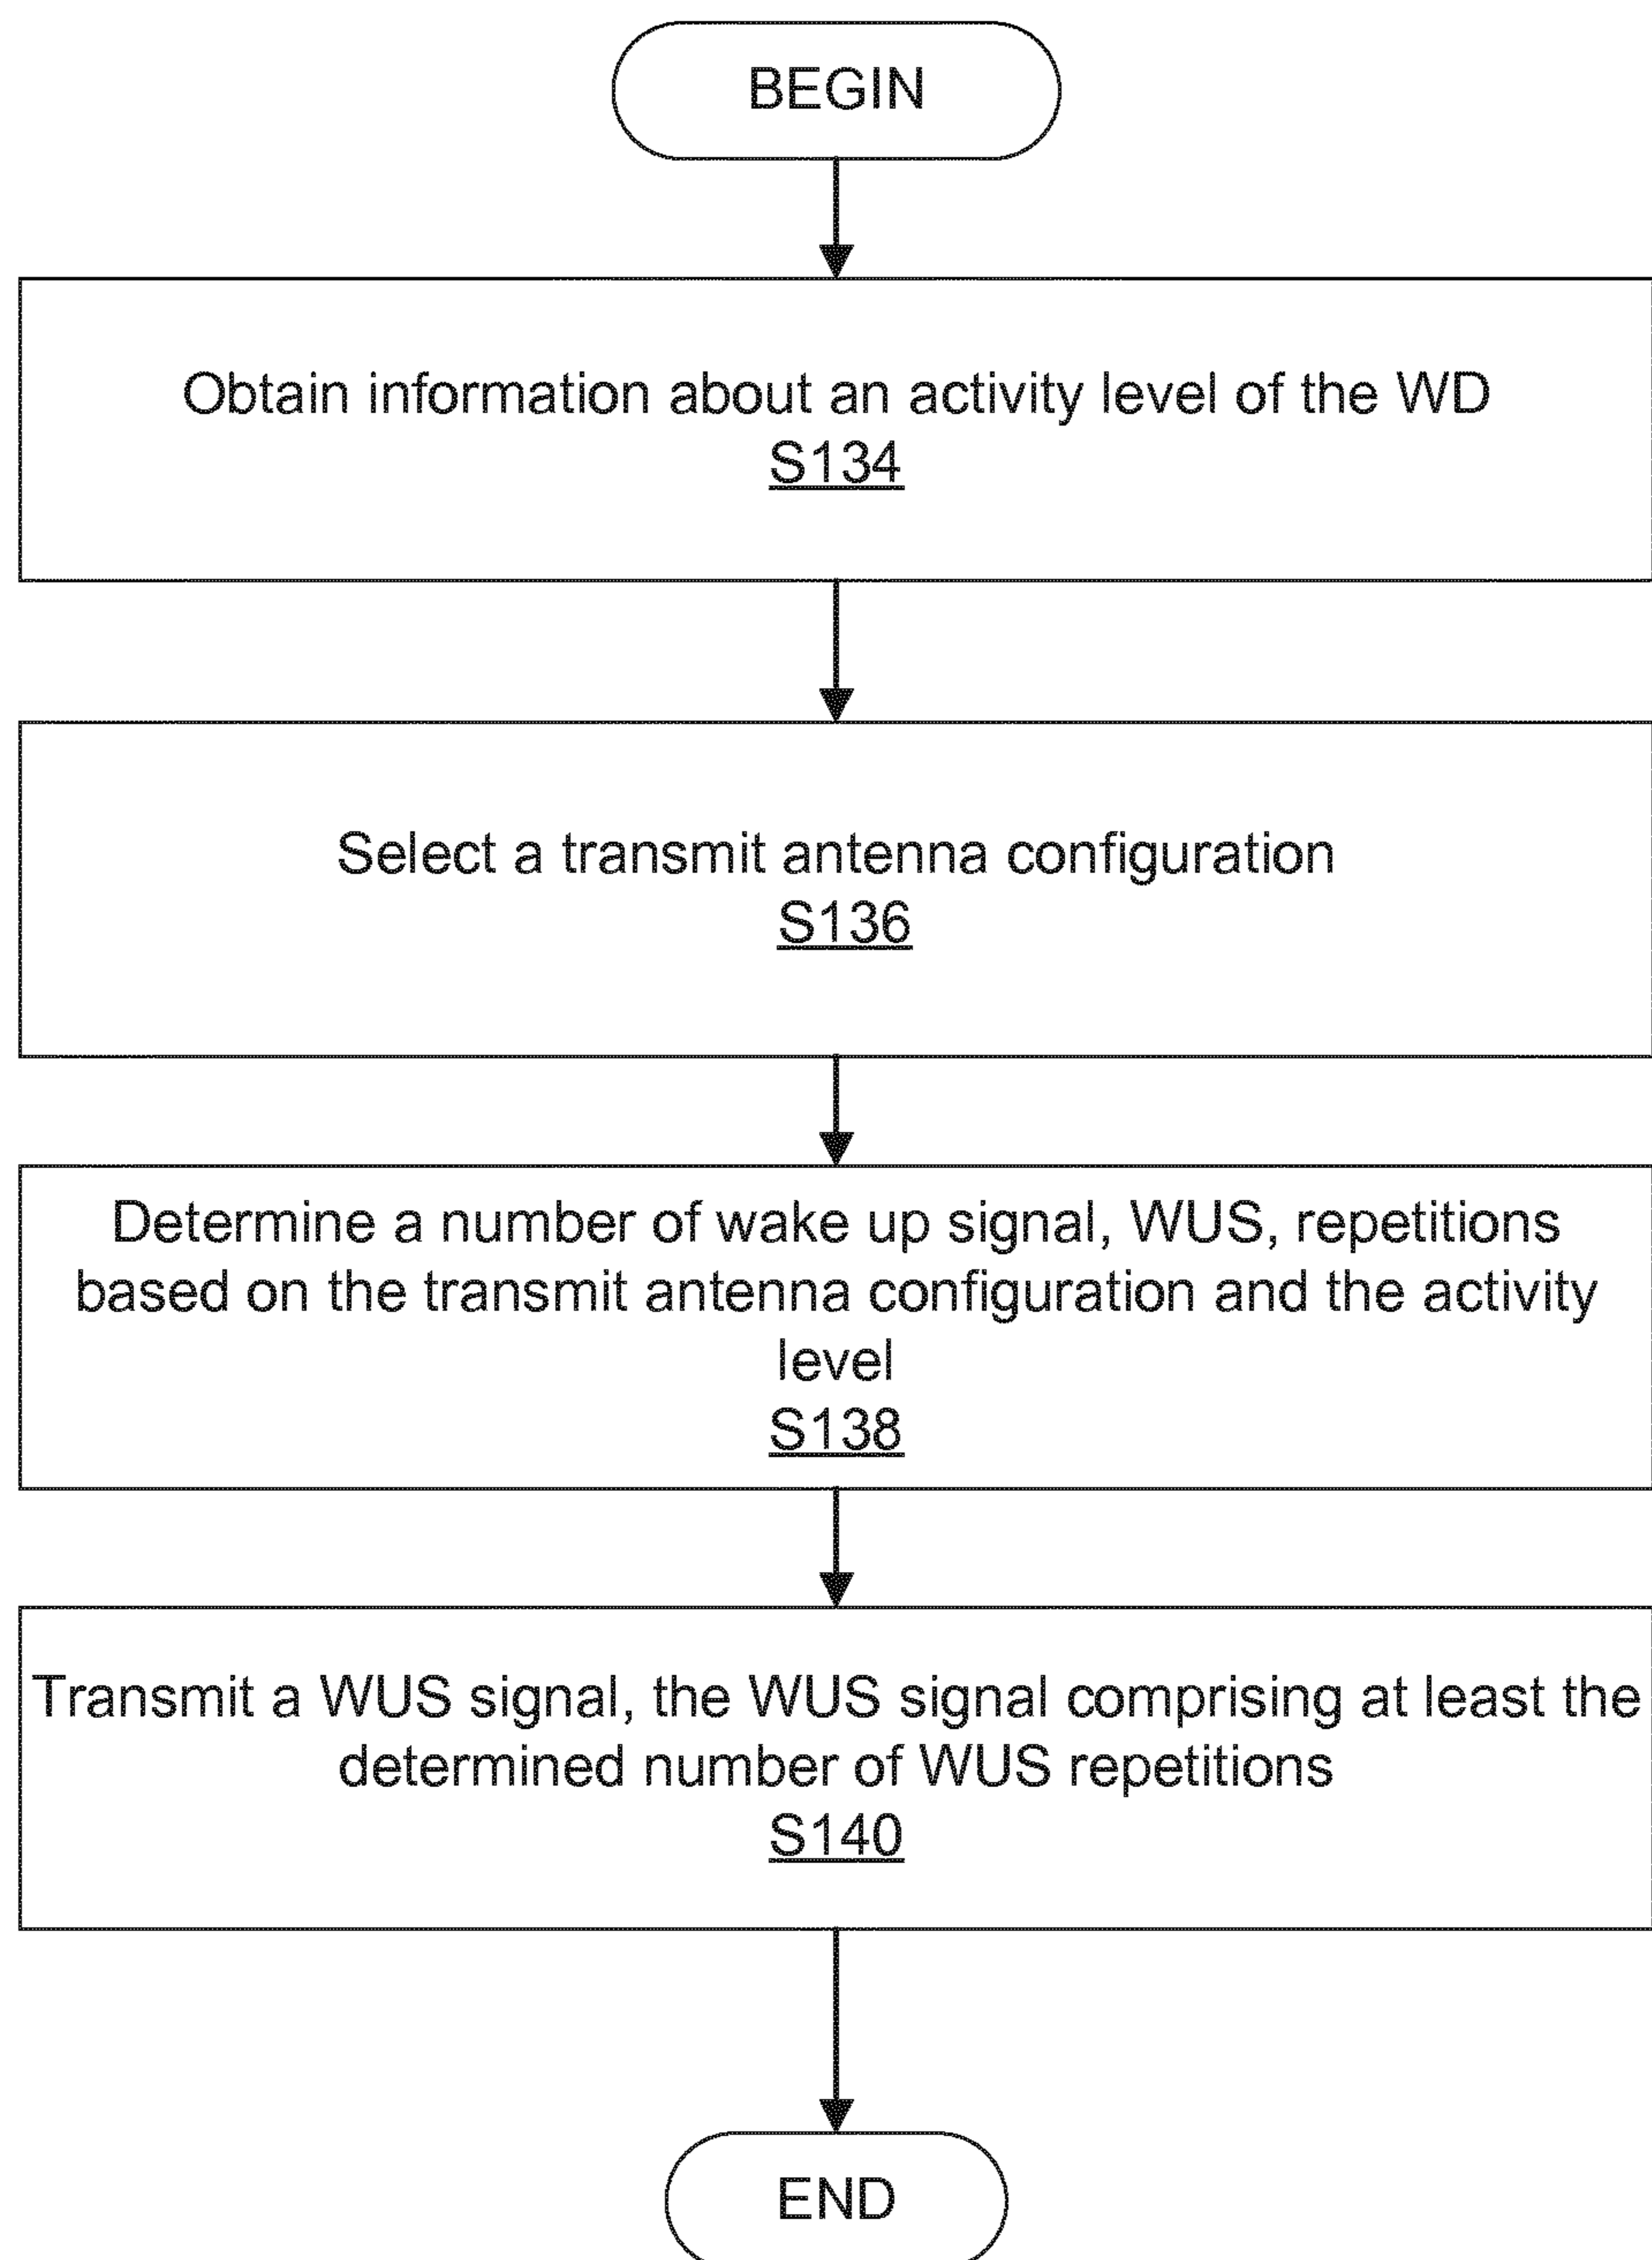 BEGIN
Obtain information about an activity level of the WD
S134
Select a transmit antenna configuration
S136
Determine a number of wake up signal, WUS, repetitions
based on the transmit antenna configuration and the activity
level
S138
Transmit a WUS signal, the WUS signal comprising at least the
determined number of WUS repetitions
S140
END